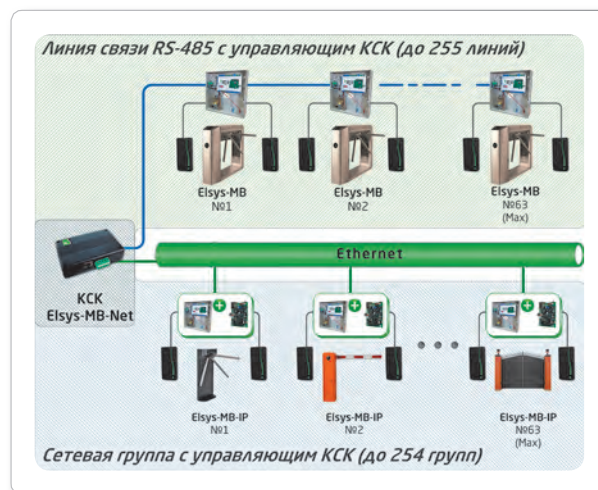 Линия связи RS-485 с управляющим КСК (до 255 линий)
Elsys-MB
№1
Elsys-MB
№2
Elsys-MB
№63
(Max)
Ethernet
КСК
Elsys-MB-Net
Elsys-MB-IP
№1
Elsys-MB-IP
№2
Elsys-MB-IP
№63
(Max)
Сетевая группа с управляющим КСК (до 254 групп)